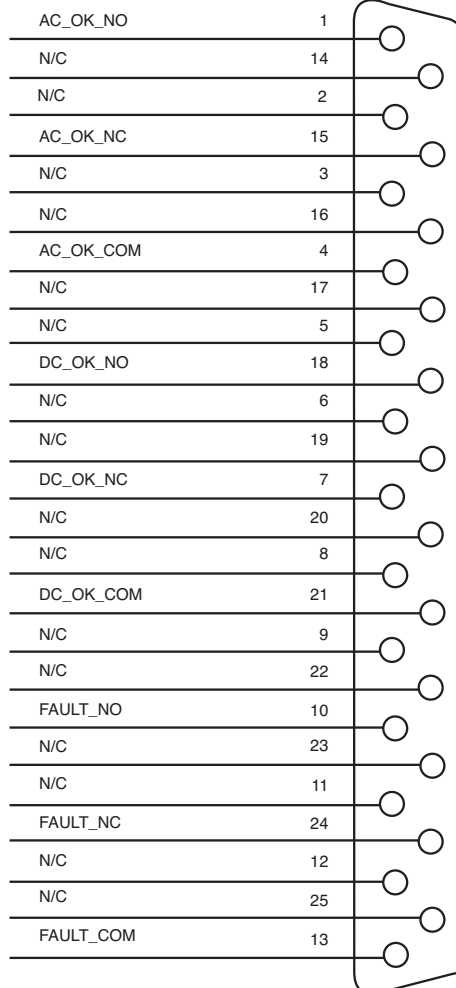 AC_OK_NO 1
N/C 14
N/C 2
AC_OK_NC 15
N/C 3
N/C 16
AC_OK_COM 4
N/C 17
N/C 5
DC_OK_NO 18
N/C 6
N/C 19
DC_OK_NC 7
N/C 20
N/C 8
DC_OK_COM 21
N/C 9
N/C 22
FAULT_NO 10
N/C 23
N/C 11
FAULT_NC 24
N/C 12
N/C 25
FAULT_COM 13